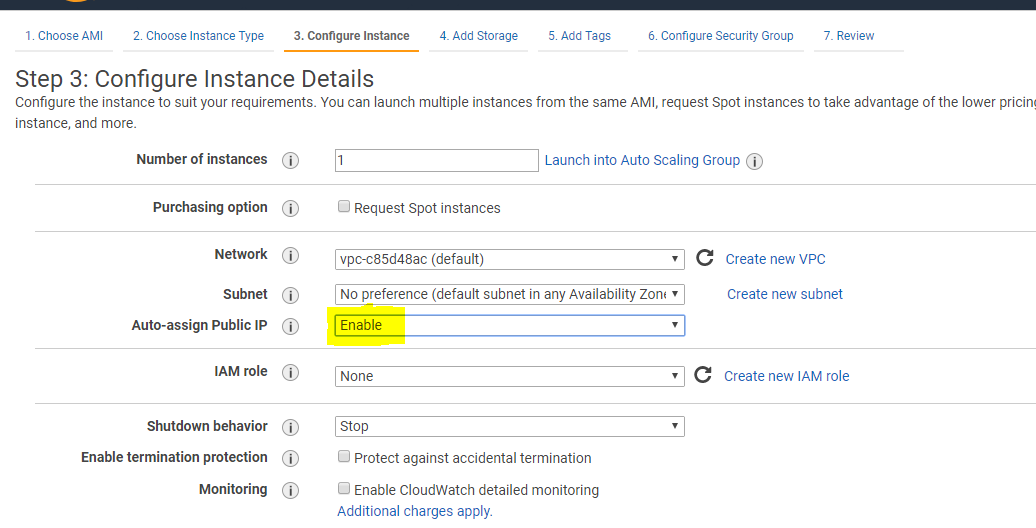 1. Choose AMI 2. Choose Instance Type 3. Configure Instance 4. Add Storage 5. Add Tags 6. Configure Security Group 7. Review
Step 3: Configure Instance Details
Configure the instance to suit your requirements. You can launch multiple instances from the same AMI, request Spot instances to take advantage of the lower pricing
instance, and more.
Number of instances i 1 Launch into Auto Scaling Group i
Purchasing option i Request Spot instances
Network i vpc-c85d48ac (default) Create new VPC
Subnet i No preference (default subnet in any Availability Zone Create new subnet
Auto-assign Public IP i Enable
IAM role i None Create new IAM role
Shutdown behavior i Stop
Enable termination protection i Protect against accidental termination
Monitoring i Enable CloudWatch detailed monitoring
Additional charges apply.